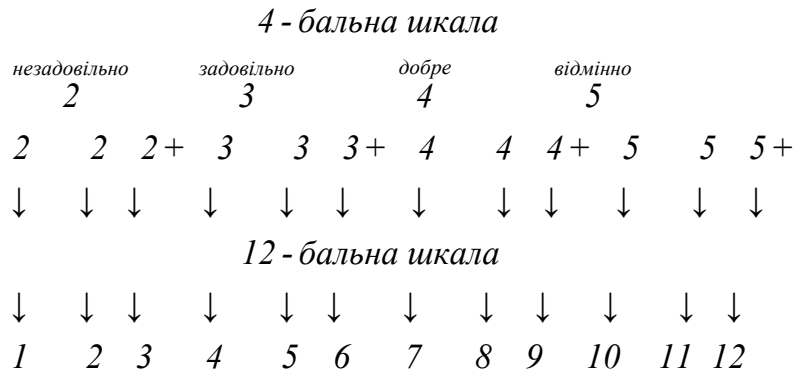 4 - бальна шкала
незадовільно задовільно добре відмінно
2 3 4 5
2 2 2+ 3 3 3+ 4 4 4+ 5 5 5+
↓ ↓ ↓ ↓ ↓ ↓ ↓ ↓ ↓ ↓ ↓ ↓
12 - бальна шкала
↓ ↓ ↓ ↓ ↓ ↓ ↓ ↓ ↓ ↓ ↓ ↓
1 2 3 4 5 6 7 8 9 10 11 12